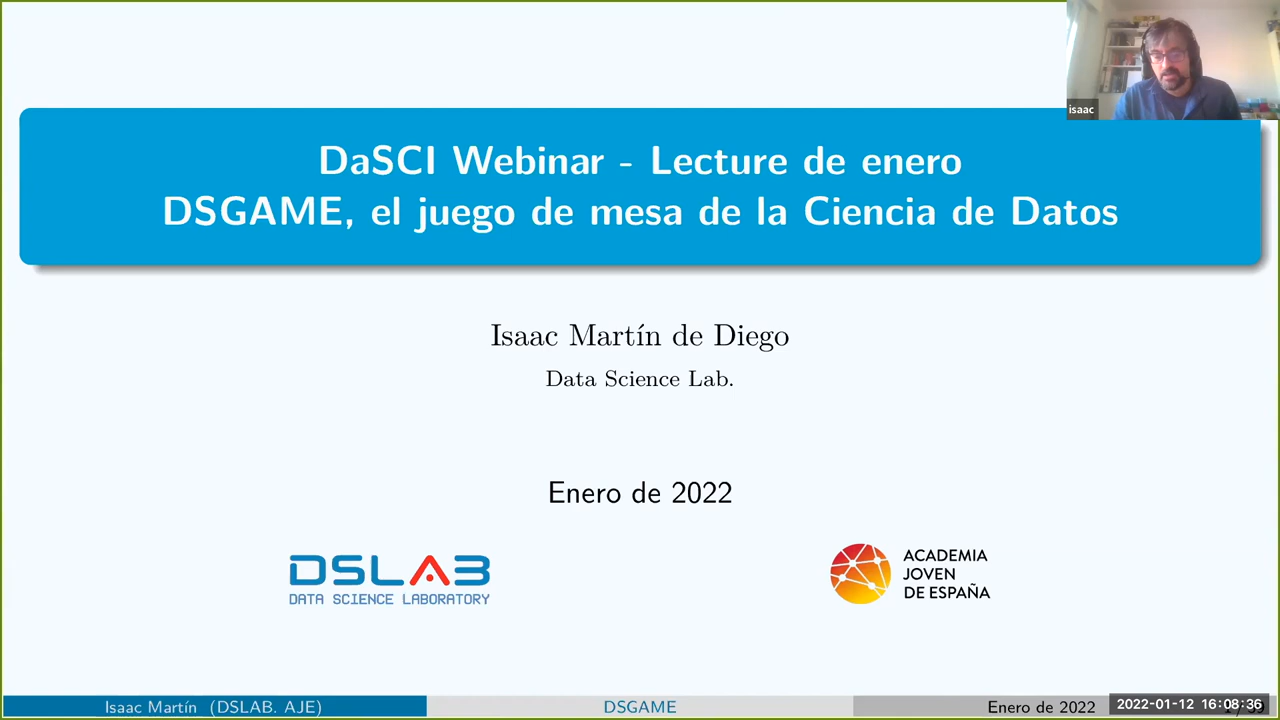 isaac
DaSCI Webinar - Lecture de enero
DSGAME, el juego de mesa de la Ciencia de Datos
Isaac Martín de Diego
Data Science Lab.
Enero de 2022
DSLAB
DATA SCIENCE LABORATORY
ACADEMIA
JOVEN
DE ESPAÑA
Isaac Martín (DSLAB. AJE)
DSGAME
Enero de 2022
2022-01-12 16:08:36